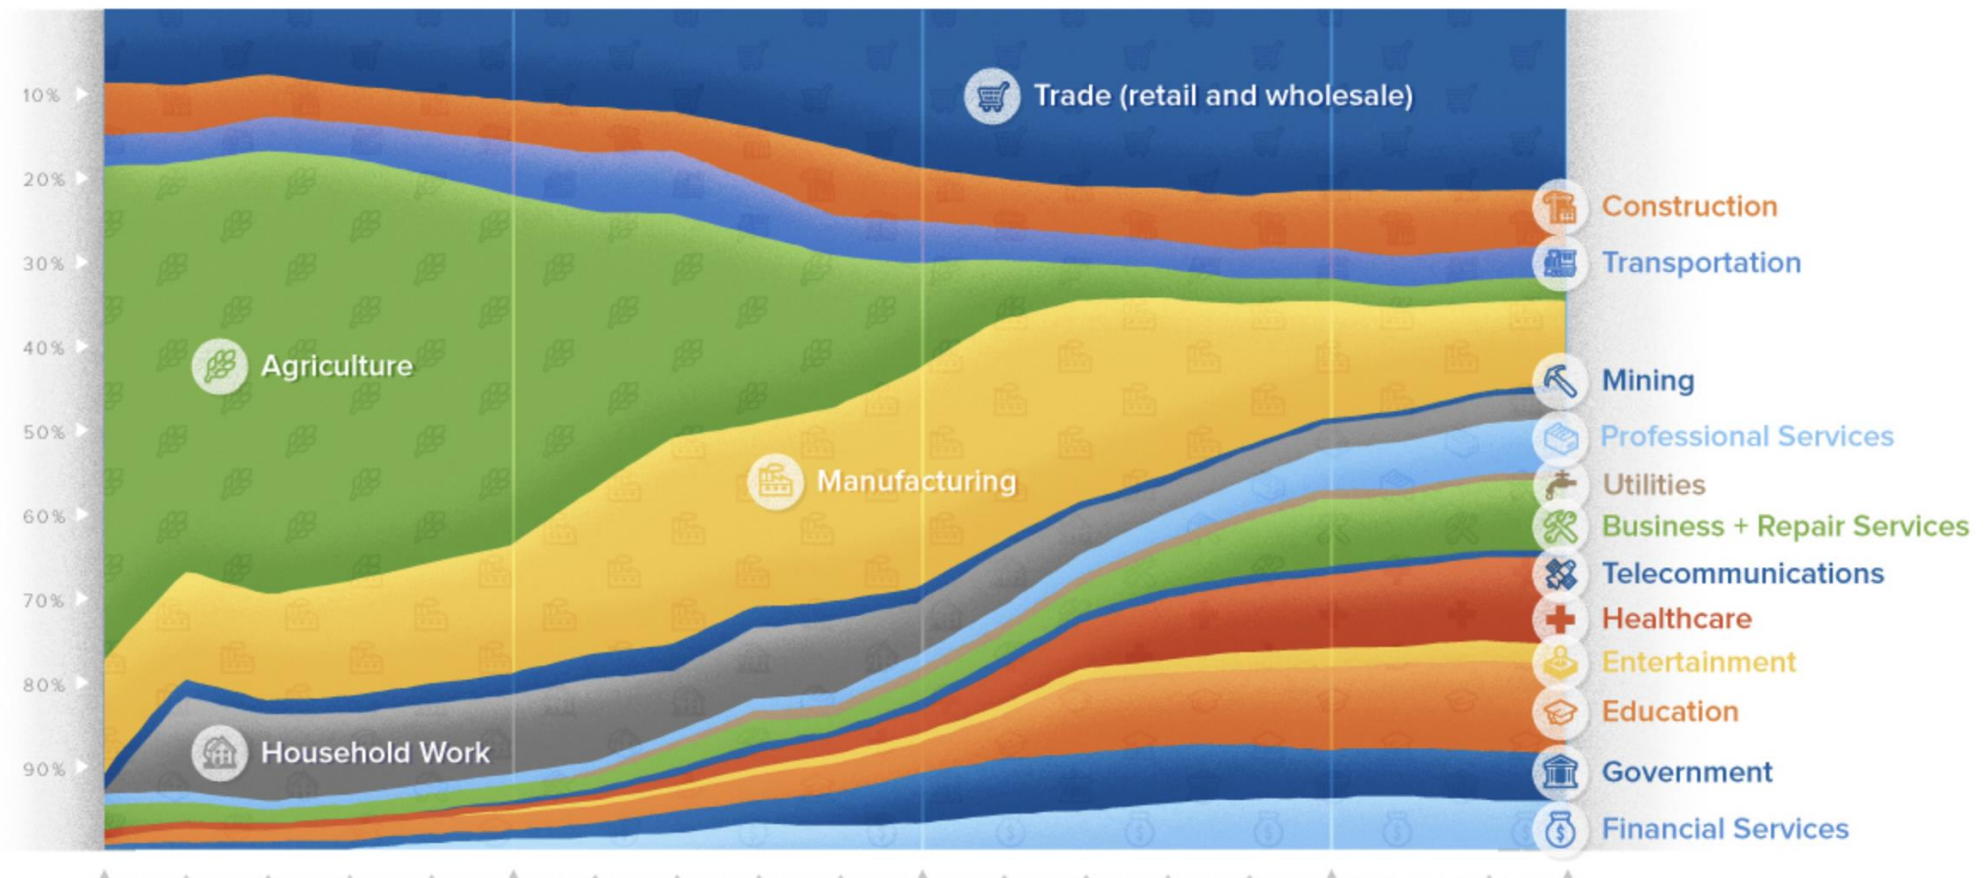 10%
20%
30%
40%
50%
60%
70%
80%
90%
Trade (retail and wholesale)
Construction
Transportation
Agriculture
Mining
Professional Services
Manufacturing
Utilities
Business + Repair Services
Telecommunications
Healthcare
Entertainment
Education
Household Work
Government
Financial Services